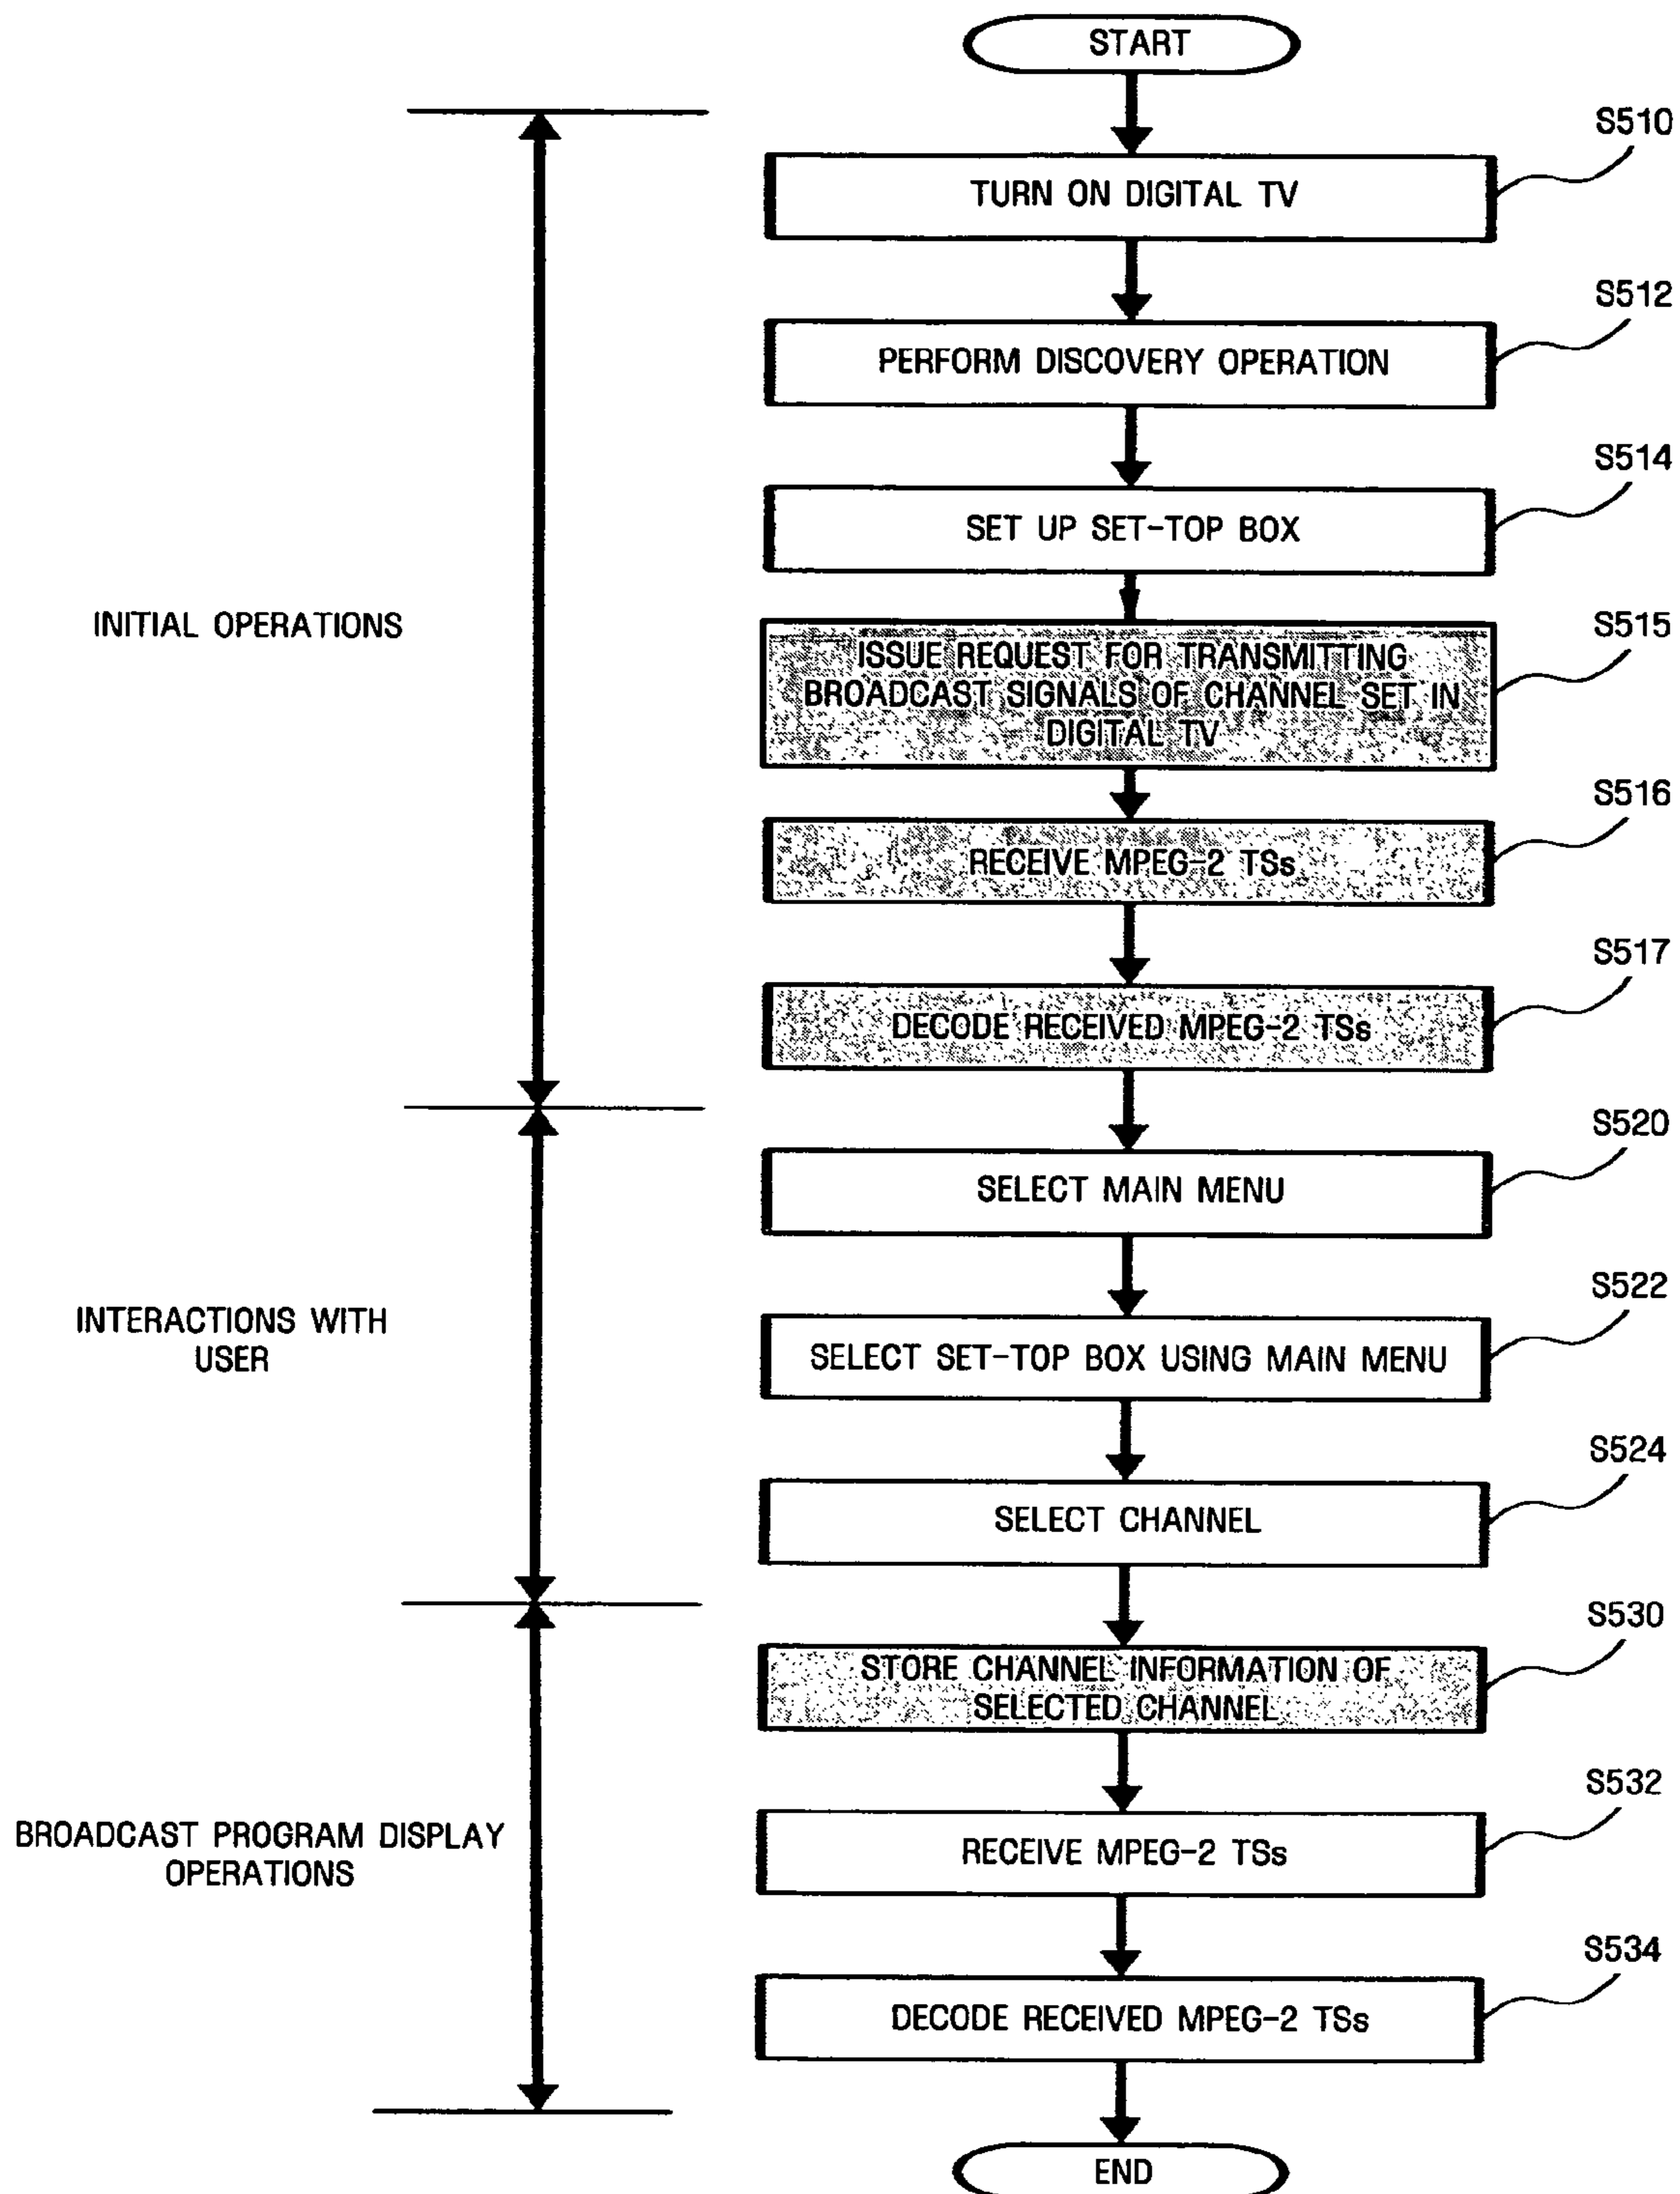 START
S510
TURN ON DIGITAL TV
S512
PERFORM DISCOVERY OPERATION
S514
SET UP SET-TOP BOX
INITIAL OPERATIONS
S515
ISSUE REQUEST FOR TRANSMITTING
BROADCAST SIGNALS OF CHANNEL SET IN
DIGITAL TV
S516
RECEIVE MPEG-2 TSs
S517
DECODE RECEIVED MPEG-2 TSs
S520
SELECT MAIN MENU
INTERACTIONS WITH
USER
S522
SELECT SET-TOP BOX USING MAIN MENU
S524
SELECT CHANNEL
S530
STORE CHANNEL INFORMATION OF
SELECTED CHANNEL
BROADCAST PROGRAM DISPLAY
OPERATIONS
S532
RECEIVE MPEG-2 TSs
S534
DECODE RECEIVED MPEG-2 TSs
END